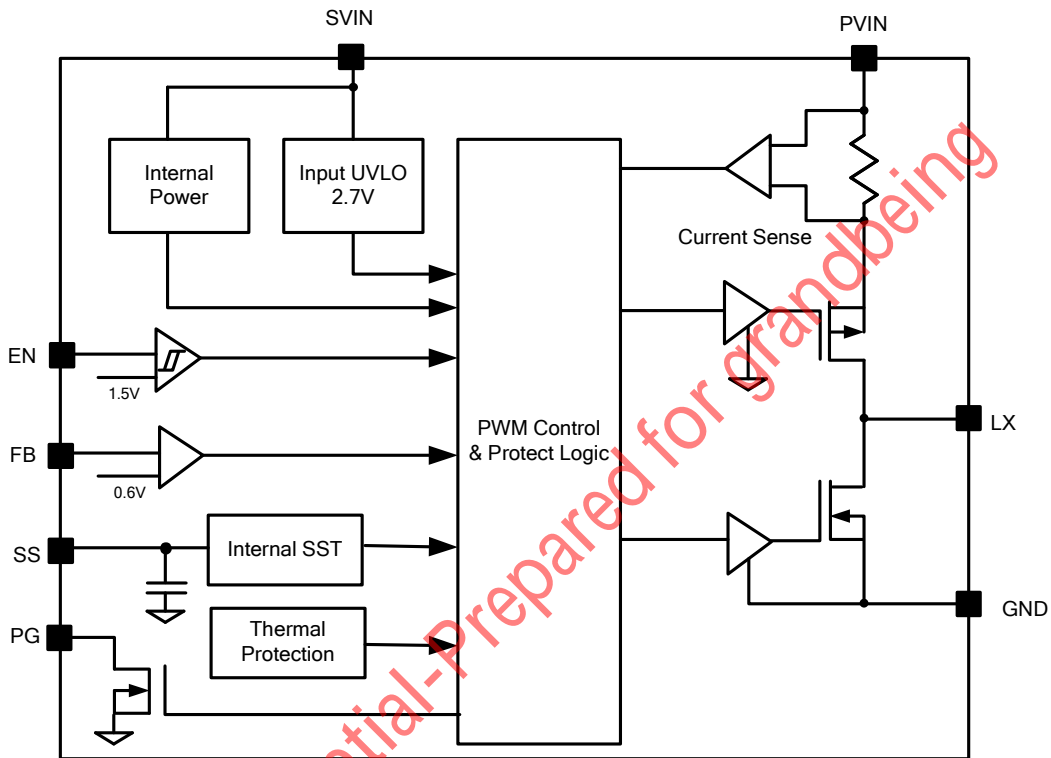 SVIN
PVIN
Internal
Power
Input UVLO
2.7V
Current Sense
EN
1.5V
PWM Control
& Protect Logic
LX
FB
0.6V
SS
Internal SST
GND
PG
Thermal
Protection
ntial-Prepared for grandbeing